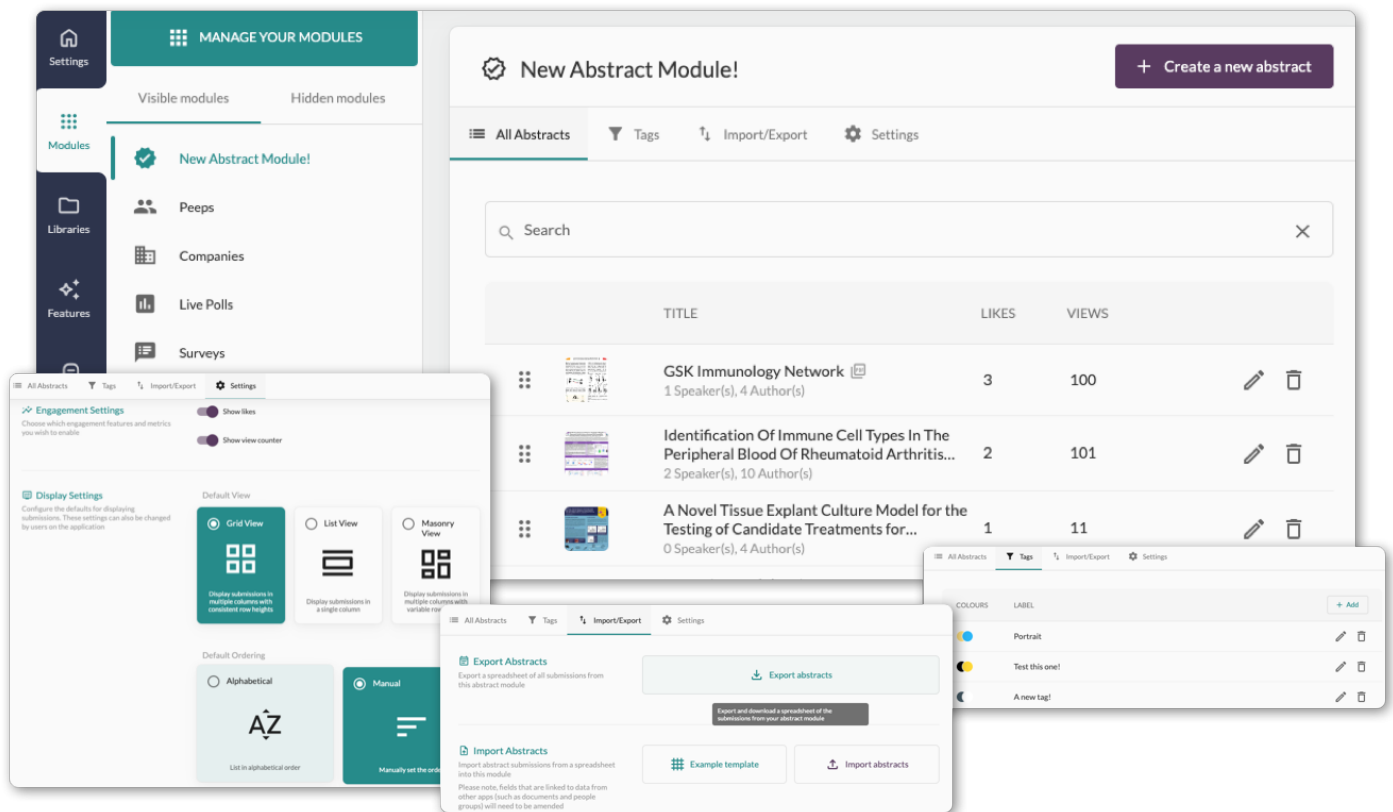 Settings
Modules
Libraries
Features
MANAGE YOUR MODULES
Visible modules
Hidden modules
New Abstract Module!
Peeps
Companies
Live Polls
Surveys
New Abstract Module!
+ Create a new abstract
All Abstracts
Tags
Import/Export
Settings
Search
TITLE
LIKES
VIEWS
GSK Immunology Network
1 Speaker(s), 4 Author(s)
3
100
Identification Of Immune Cell Types In The
Peripheral Blood Of Rheumatoid Arthritis...
2 Speaker(s), 10 Author(s)
2
101
A Novel Tissue Explant Culture Model for the
Testing of Candidate Treatments for...
0 Speaker(s), 4 Author(s)
1
11
All Abstracts
Tags
Import/Export
Settings
Engagement Settings
Choose which engagement features and metrics
you wish to enable
Show likes
Show view counter
Display Settings
Configure the defaults for displaying
submissions. These settings can also be changed
by users on the application
Default View
Grid View
Display submissions in
multiple columns with
consistent row heights
List View
Display submissions in
a single column
Masonry
View
Display submissions in
multiple columns with
variable row
Default Ordering
Alphabetical
AZ
List in alphabetical order
Manual
Manually set the orde
All Abstracts
Tags
Import/Export
Settings
Export Abstracts
Export a spreadsheet of all submissions from
this abstract module
Export abstracts
Export and download a spreadsheet of the
submissions from your abstract module
Import Abstracts
Import abstract submissions from a spreadsheet
into this module
Please note, fields that are linked to data from
other apps (such as documents and people
groups) will need to be amended
Example template
Import abstracts
All Abstracts
Tags
Import/Export
Settings
COLOURS
LABEL
+ Add
Portrait
Test this one!
A new tag!